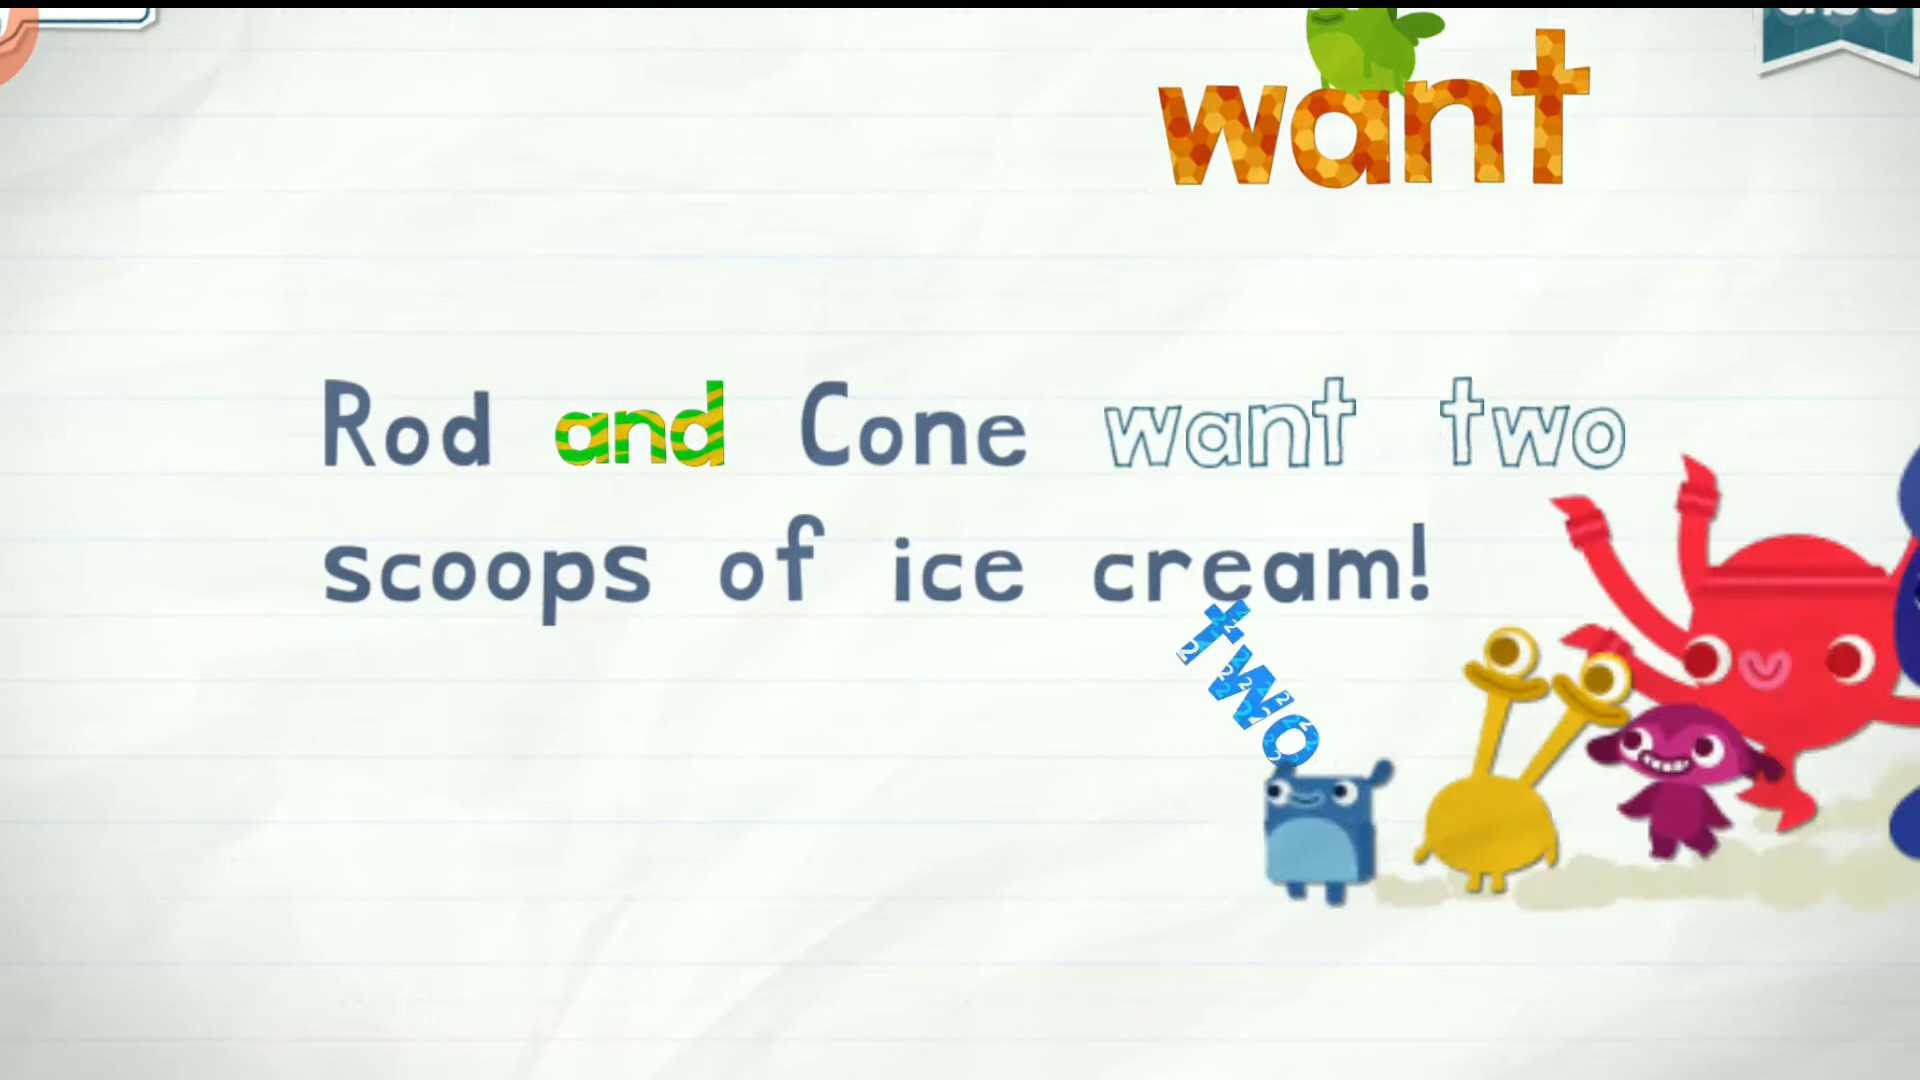 want
Rod and Cone want two
scoops of ice cream!
two